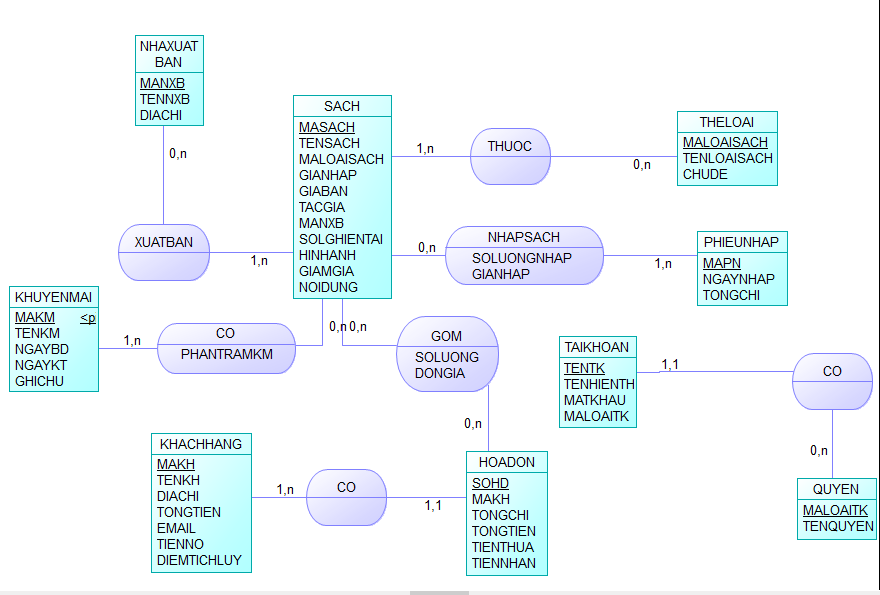 NHAXUAT
BAN
MANXB
TENNXB
DIACHI
0,n
XUATBAN
1,n
SACH
MASACH
TENSACH
MALOAISACH
GIANHAP
GIABAN
TACGIA
MANXB
SOLGHIENTAI
HINHANH
GIAMGIA
NOIDUNG
1,n
THUOC
0,n
THELOAI
MALOAISACH
TENLOAISACH
CHUDE
0,n
NHAPSACH
SOLUONGNHAP
GIANHAP
1,n
PHIEUNHAP
MAPN
NGAYNHAP
TONGCHI
KHUYENMAI
MAKM <p
TENKM
NGAYBD
NGAYKT
GHICHU
1,n
CO
PHANTRAMKM
0,n 0,n
GOM
SOLUONG
DONGIA
0,n
TAIKHOAN
TENTK
TENHIENTH
MATKHAU
MALOAITK
1,1
CO
0,n
QUYEN
MALOAITK
TENQUYEN
KHACHHANG
MAKH
TENKH
DIACHI
TONGTIEN
EMAIL
TIENNO
DIEMTICHLUY
1,n
CO
1,1
HOADON
SOHD
MAKH
TONGCHI
TONGTIEN
TIENTHUA
TIENNHAN